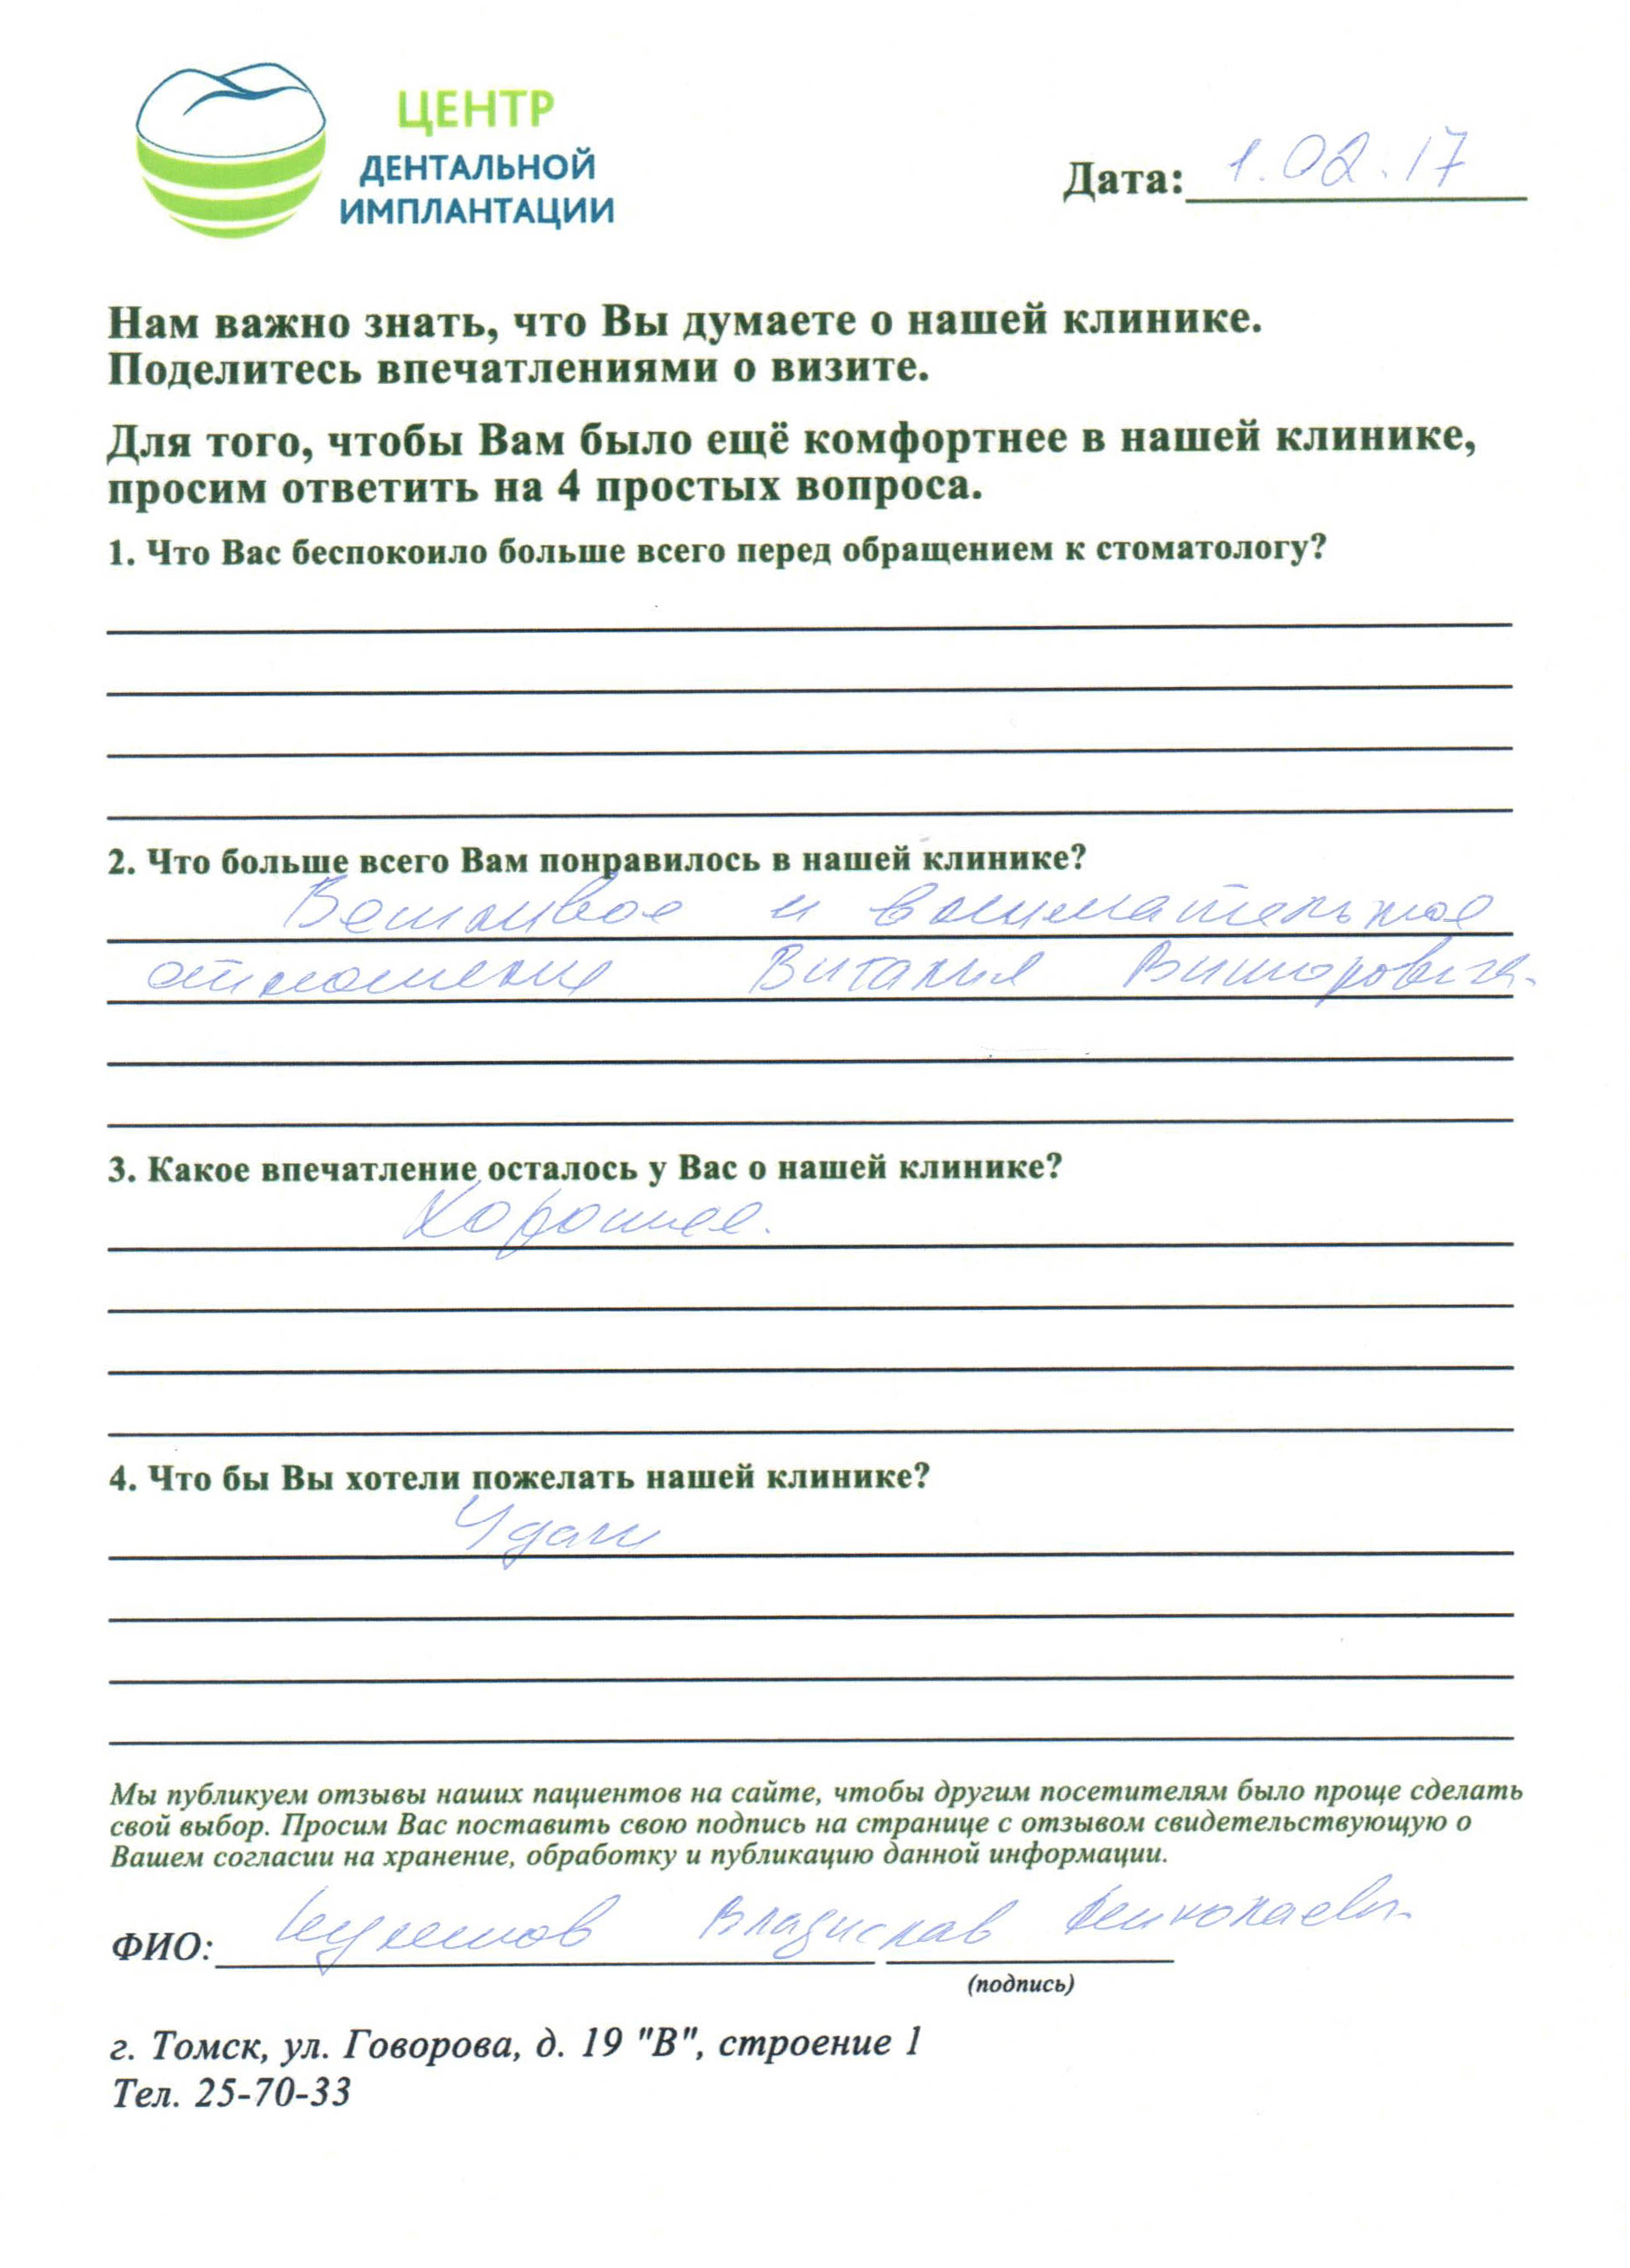 ЦЕНТР
ДЕНТАЛЬНОЙ
ИМПЛАНТАЦИИ
Дата: 1.02.17
Нам важно знать, что Вы думаете о нашей клинике.
Поделитесь впечатлениями о визите.
Для того, чтобы Вам было ещё комфортнее в нашей клинике,
просим ответить на 4 простых вопроса.
1. Что Вас беспокоило больше всего перед обращением к стоматологу?
2. Что больше всего Вам понравилось в нашей клинике?
Вежливое и внимательное
отношение Виталия Викторовича.
3. Какое впечатление осталось у Вас о нашей клинике?
Хорошее.
4. Что бы Вы хотели пожелать нашей клинике?
Удачи
Мы публикуем отзывы наших пациентов на сайте, чтобы другим посетителям было проще сделать
свой выбор. Просим Вас поставить свою подпись на странице с отзывом свидетельствующую о
Вашем согласии на хранение, обработку и публикацию данной информации.
ФИО: Владислав
(подпись)
г. Томск, ул. Говорова, д. 19 "В", строение 1
Тел. 25-70-33